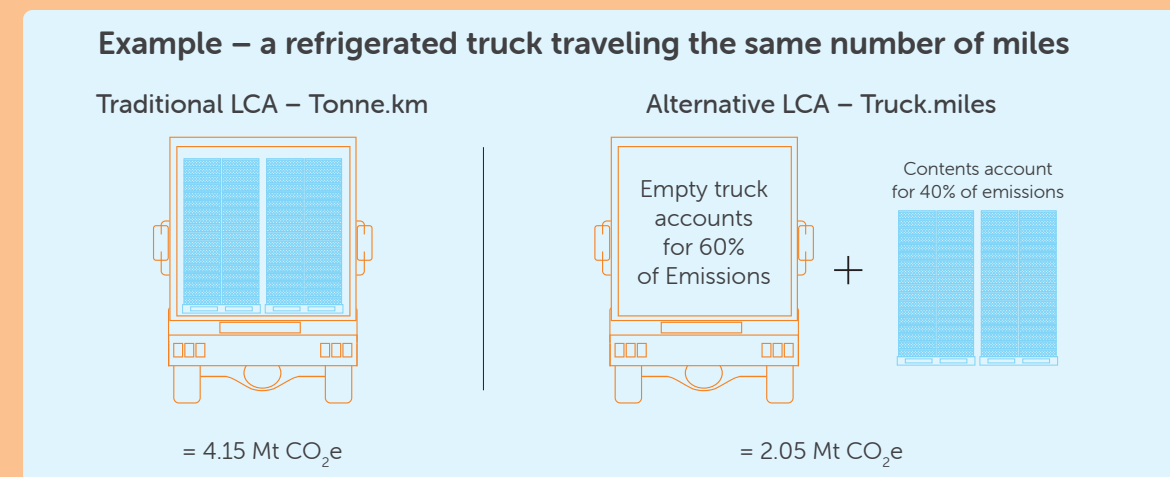 Example – a refrigerated truck traveling the same number of miles
Traditional LCA – Tonne.km
Alternative LCA – Truck.miles
Empty truck
accounts
for 60%
of Emissions
+
Contents account
for 40% of emissions
= 4.15 Mt CO₂e
= 2.05 Mt CO₂e